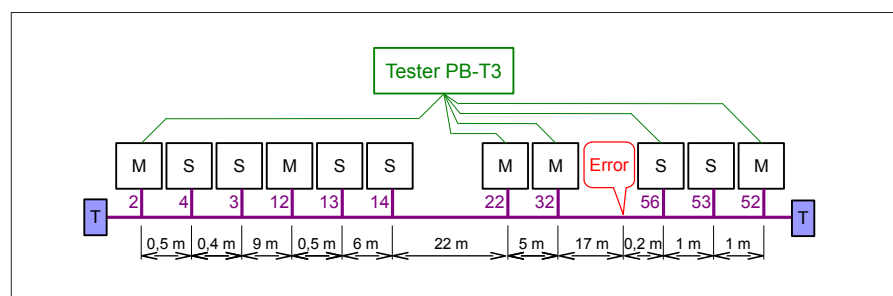 Tester PB-T3
M S S M S S M M Error S S M
T 2 4 3 12 13 14 22 32 56 53 52 T
0,5 m 0,4 m 9 m 0,5 m 6 m 22 m 5 m 17 m 0,2 m 1 m 1 m